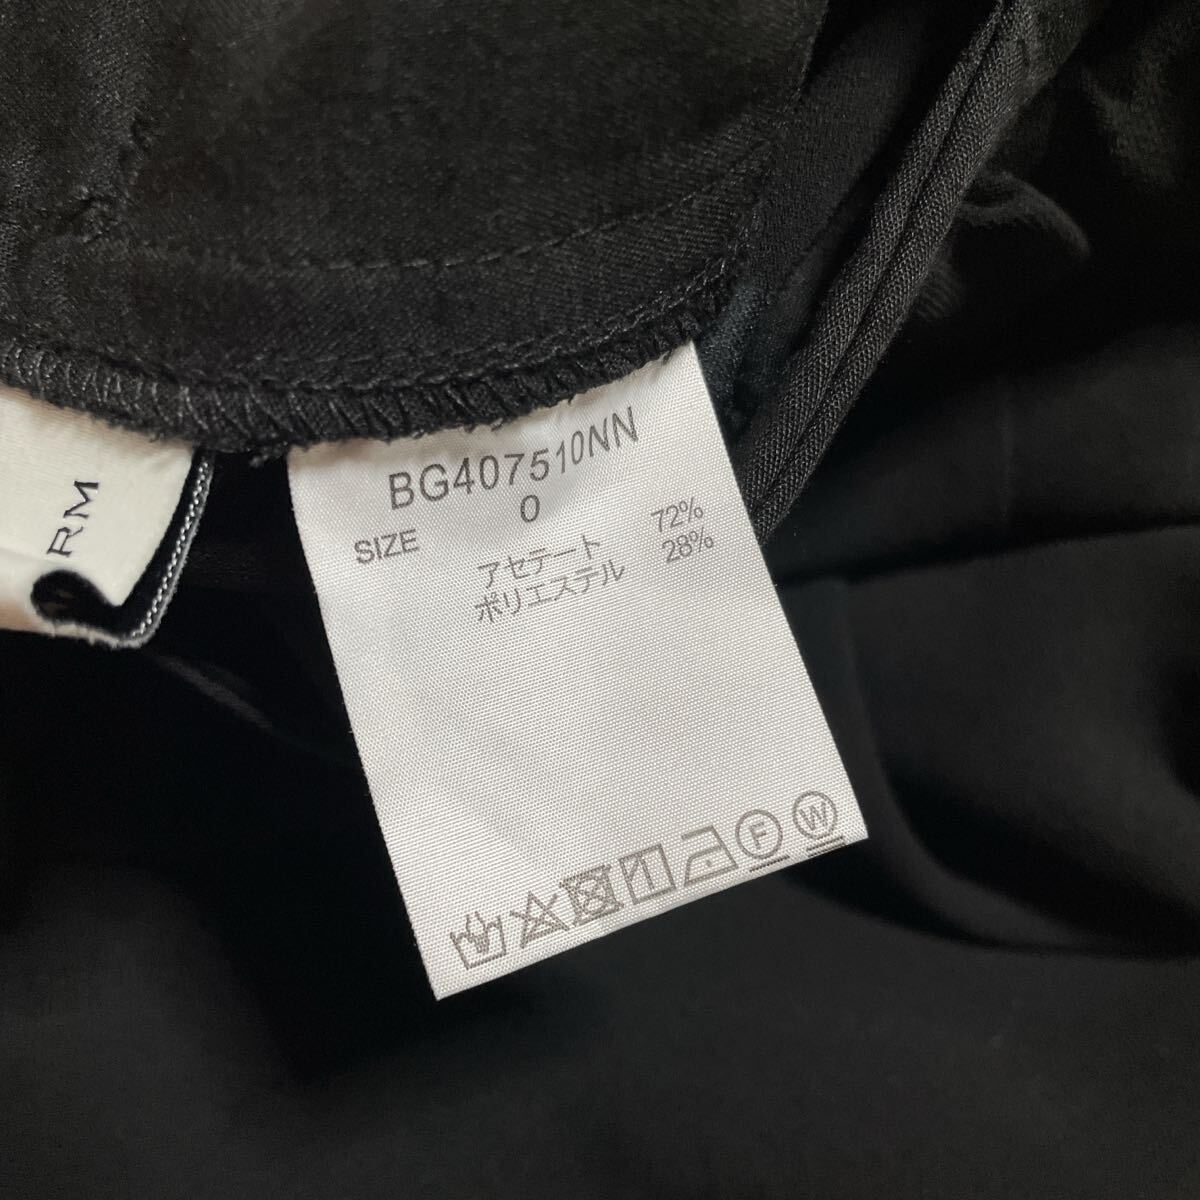 BG407510NN
SIZE 0
アセテート 72%
ポリエステル 28%
F W
RM